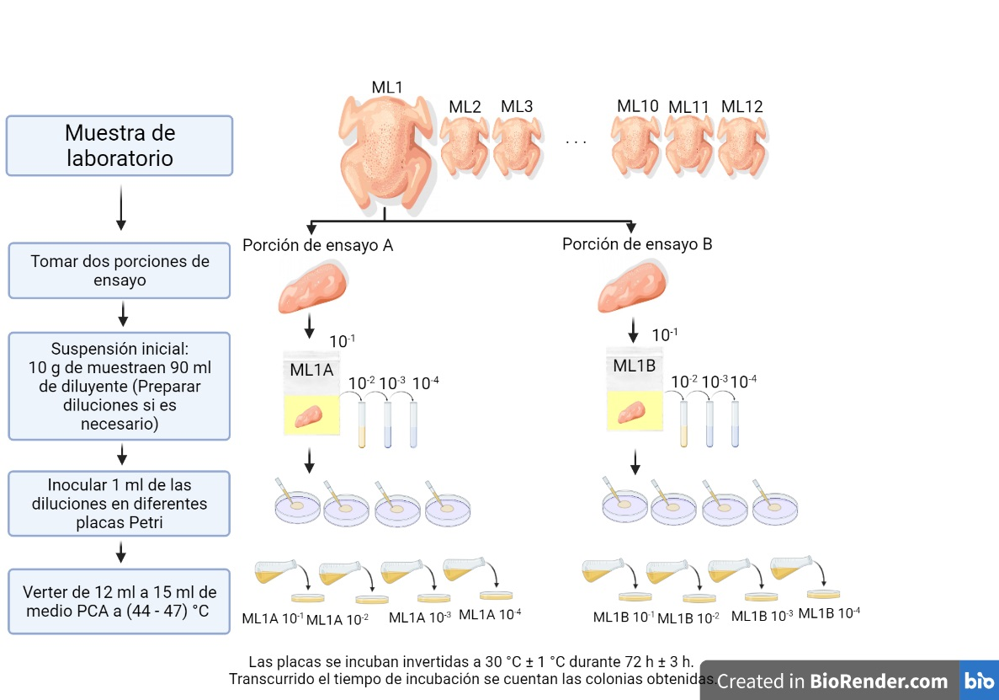 ML1
ML2
ML3
. . .
ML10
ML11
ML12
Muestra de
laboratorio
Tomar dos porciones de
ensayo
Porción de ensayo A
Porción de ensayo B
Suspensión inicial:
10 g de muestraen 90 ml
de diluyente (Preparar
diluciones si es
necesario)
10⁻¹
ML1A
10⁻² 10⁻³ 10⁻⁴
10⁻¹
ML1B
10⁻² 10⁻³ 10⁻⁴
Inocular 1 ml de las
diluciones en diferentes
placas Petri
Verter de 12 ml a 15 ml de
medio PCA a (44 - 47) °C
ML1A 10⁻¹ ML1A 10⁻² ML1A 10⁻³ ML1A 10⁻⁴
ML1B 10⁻¹ ML1B 10⁻² ML1B 10⁻³ ML1B 10⁻⁴
Las placas se incuban invertidas a 30 °C ± 1 °C durante 72 h ± 3 h.
Transcurrido el tiempo de incubación se cuentan las colonias obtenidas.
Created in BioRender.com bio